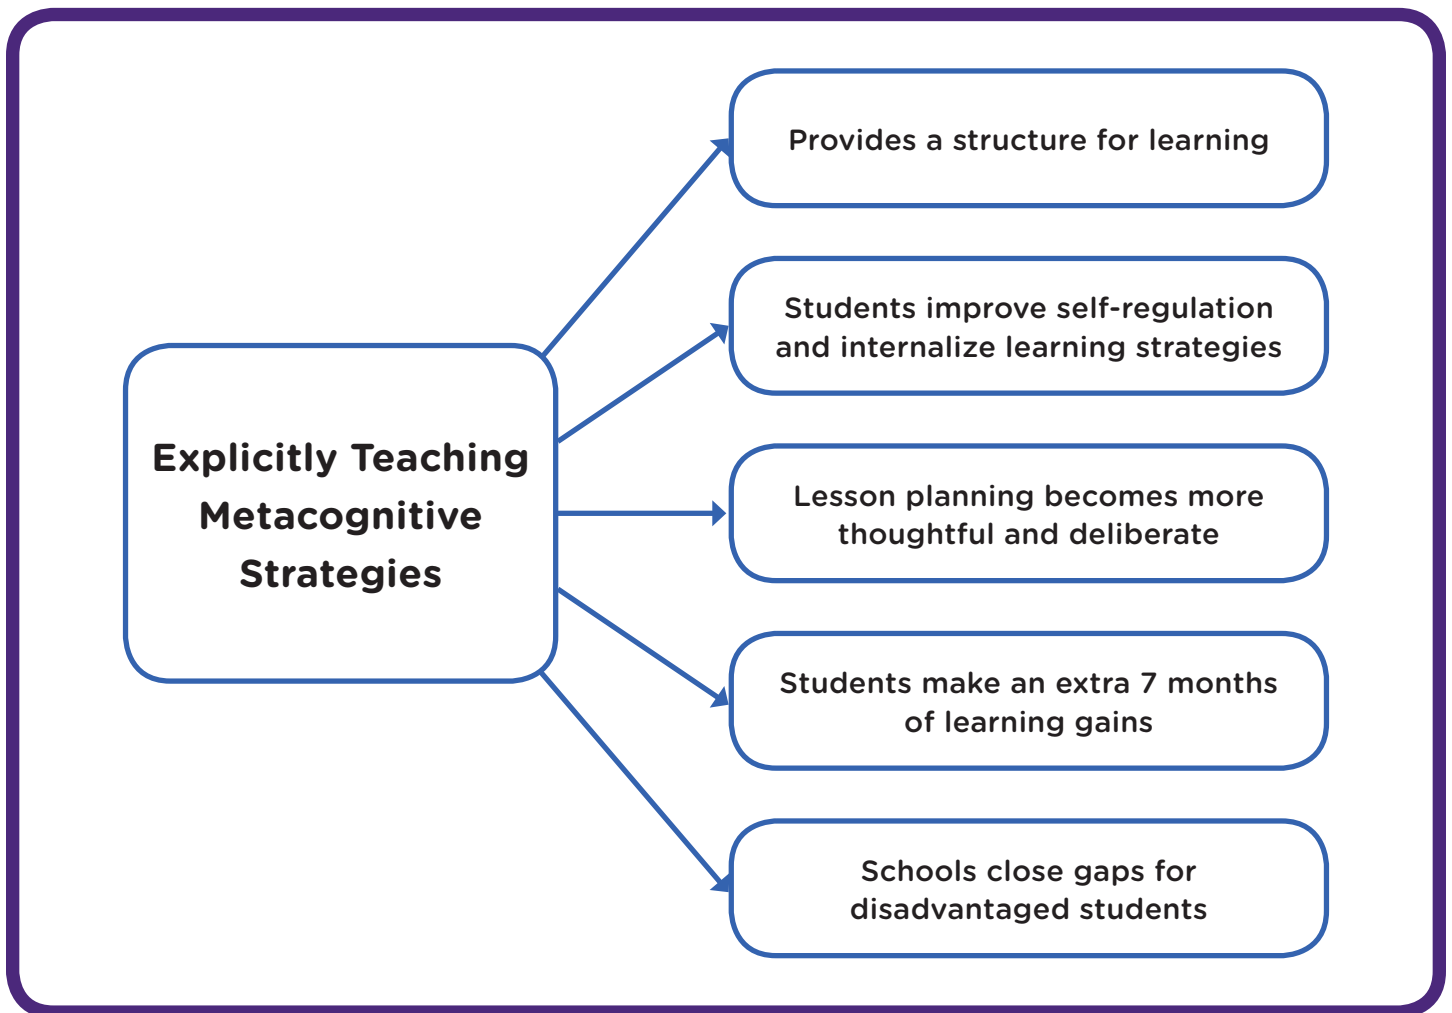 Provides a structure for learning
Students improve self-regulation
and internalize learning strategies
Explicitly Teaching
Metacognitive
Strategies
Lesson planning becomes more
thoughtful and deliberate
Students make an extra 7 months
of learning gains
Schools close gaps for
disadvantaged students